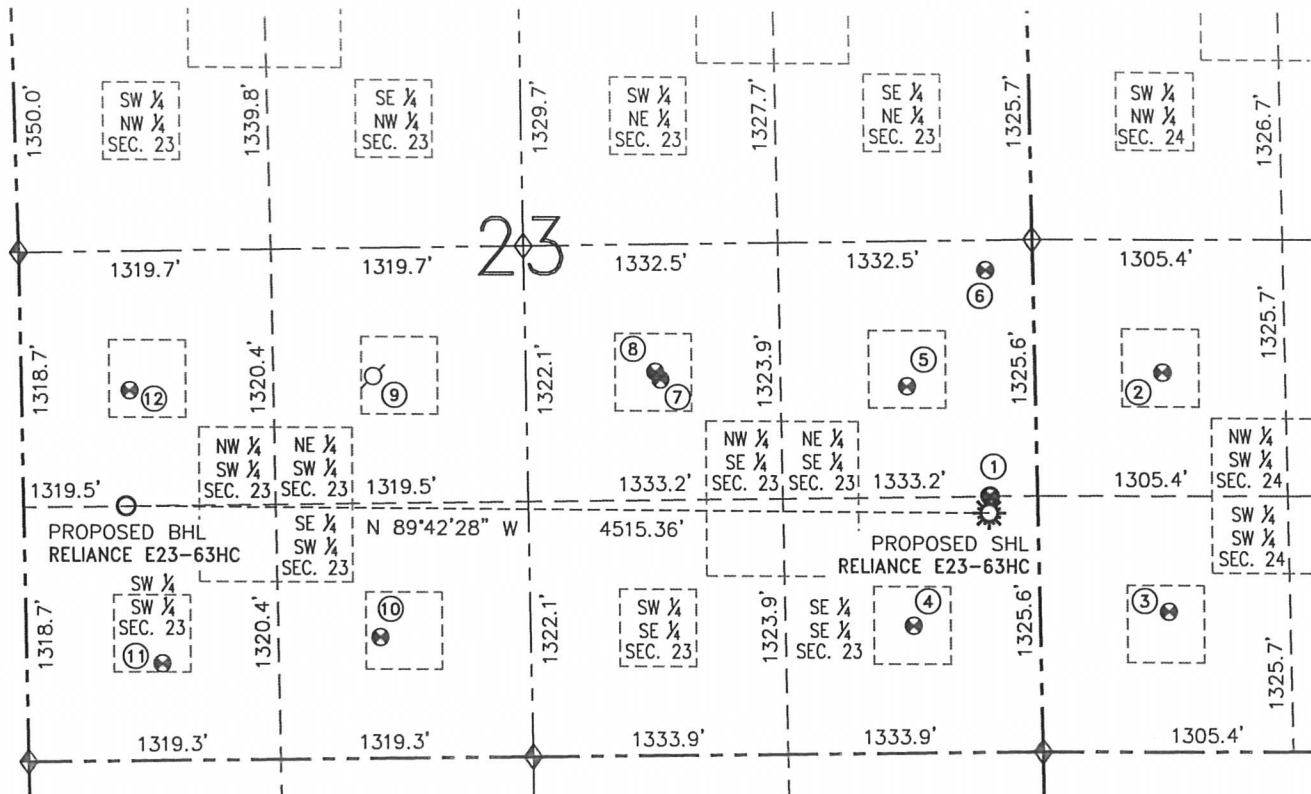 1350.0'
SW ¼
NW ¼
SEC. 23
1339.8'
SE ¼
NW ¼
SEC. 23
1329.7'
SW ¼
NE ¼
SEC. 23
1327.7'
SE ¼
NE ¼
SEC. 23
1325.7'
SW ¼
NW ¼
SEC. 24
1326.7'
23
1319.7'
1319.7'
1332.5'
1332.5'
1305.4'
6
1318.7'
12
1320.4'
9
1322.1'
8
7
1323.9'
5
1325.6'
2
1325.7'
NW ¼
SW ¼
SEC. 23
NE ¼
SW ¼
SEC. 23
NW ¼
SE ¼
SEC. 23
NE ¼
SE ¼
SEC. 23
1
NW ¼
SW ¼
SEC. 24
1319.5'
1319.5'
1333.2'
1333.2'
1305.4'
PROPOSED BHL
RELIANCE E23-63HC
SE ¼
SW ¼
SEC. 23
N 89°42'28" W
4515.36'
PROPOSED SHL
RELIANCE E23-63HC
SW ¼
SW ¼
SEC. 24
1318.7'
SW ¼
SW ¼
SEC. 23
11
1320.4'
10
1322.1'
SW ¼
SE ¼
SEC. 23
1323.9'
SE ¼
SE ¼
SEC. 23
4
1325.6'
3
1325.7'
1319.3'
1319.3'
1333.9'
1333.9'
1305.4'